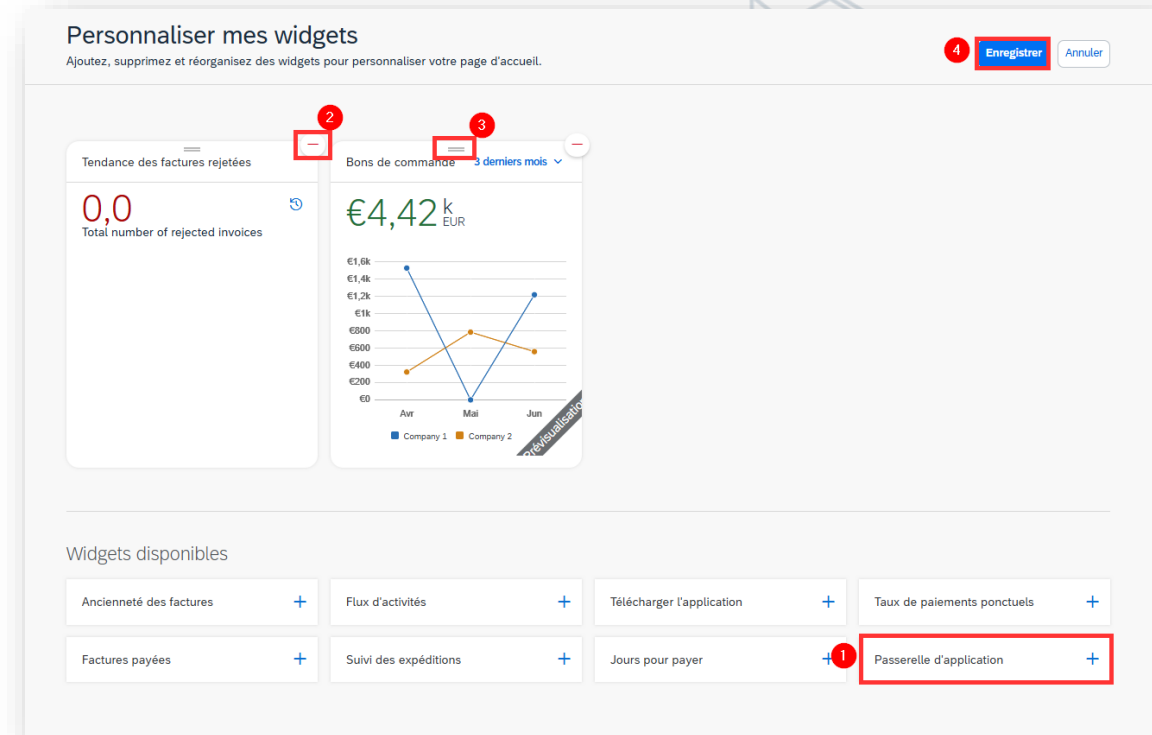 Personnaliser mes widgets
Ajoutez, supprimez et réorganisez des widgets pour personnaliser votre page d'accueil.
4
Enregistrer
Annuler
2
3
Tendance des factures rejetées
Bons de commande
3 derniers mois
0,0
Total number of rejected invoices
€4,42 k
EUR
€1,6k
€1,4k
€1,2k
€1k
€800
€600
€400
€200
€0
Avr Mai Jun
Company 1 Company 2
Prévisualisation
Widgets disponibles
Ancienneté des factures +
Flux d'activités +
Télécharger l'application +
Taux de paiements ponctuels +
Factures payées +
Suivi des expéditions +
Jours pour payer +
1
Passerelle d'application +